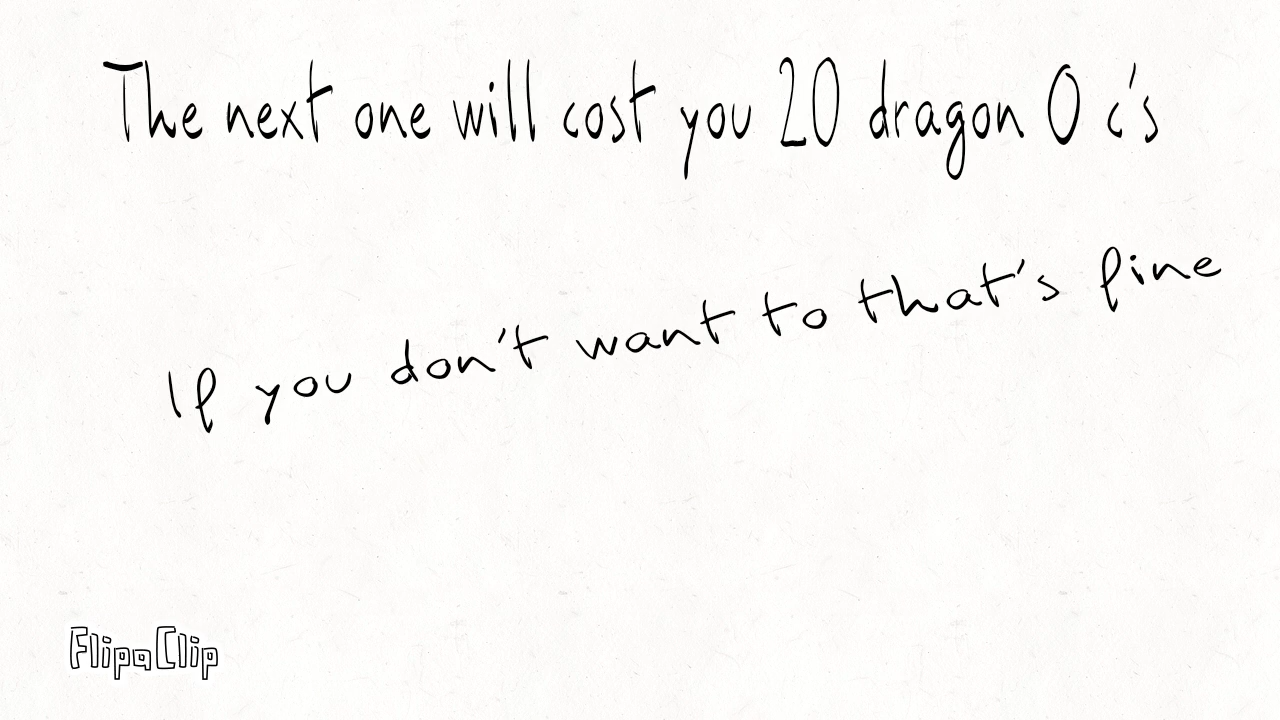 The next one will cost you 20 dragon O c's
If you don't want to that's fine
FlipaClip